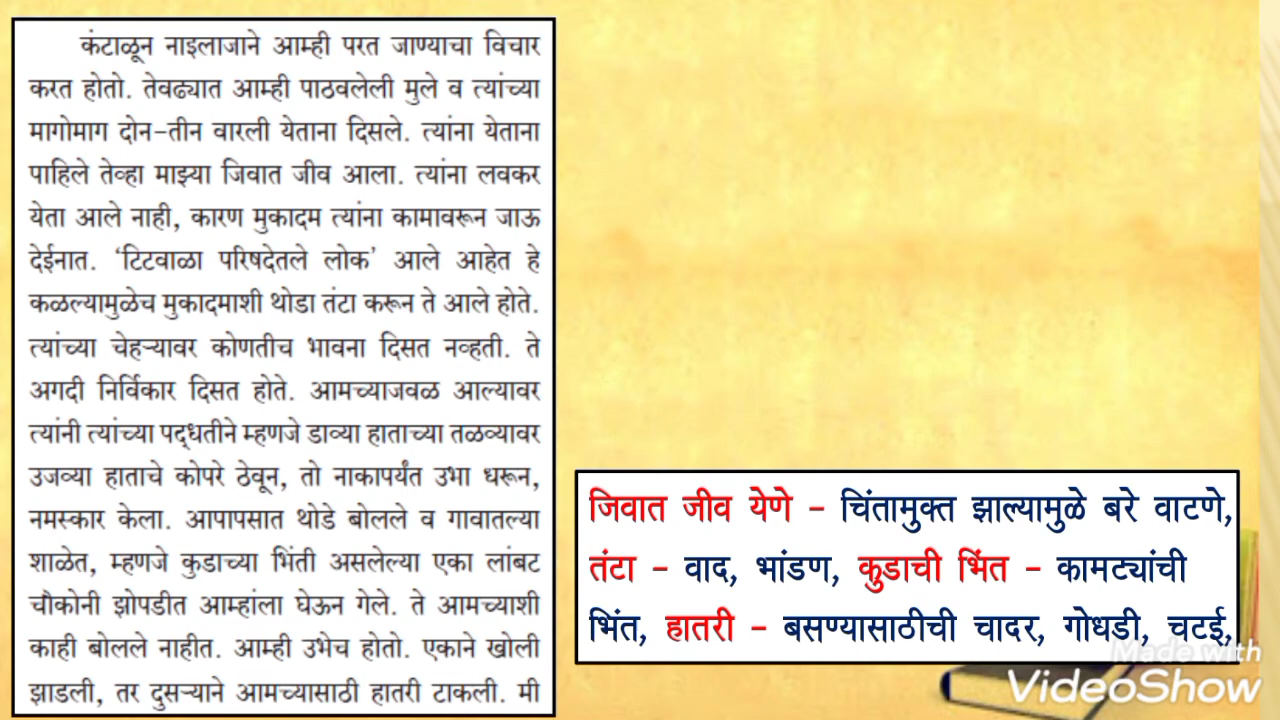 कंटाळून नाइलाजाने आम्ही परत जाण्याचा विचार
करत होतो. तेवढ्यात आम्ही पाठवलेली मुले व त्यांच्या
मागोमाग दोन-तीन वारली येताना दिसले. त्यांना येताना
पाहिले तेव्हा माझ्या जिवात जीव आला. त्यांना लवकर
येता आले नाही, कारण मुकादम त्यांना कामावरून जाऊ
देईनात. ‘टिटवाळा परिषदेतले लोक’ आले आहेत हे
कळल्यामुळेच मुकादमाशी थोडा तंटा करून ते आले होते.
त्यांच्या चेहऱ्यावर कोणतीच भावना दिसत नव्हती. ते
अगदी निर्विकार दिसत होते. आमच्याजवळ आल्यावर
त्यांनी त्यांच्या पद्धतीने म्हणजे डाव्या हाताच्या तळव्यावर
उजव्या हाताचे कोपरे ठेवून, तो नाकापर्यंत उभा धरून,
नमस्कार केला. आपापसात थोडे बोलले व गावातल्या
शाळेत, म्हणजे कुडाच्या भिंती असलेल्या एका लांबट
चौकोनी झोपडीत आम्हांला घेऊन गेले. ते आमच्याशी
काही बोलले नाहीत. आम्ही उभेच होतो. एकाने खोली
झाडली, तर दुसऱ्याने आमच्यासाठी हातरी टाकली. मी
जिवात जीव येणे - चिंतामुक्त झाल्यामुळे बरे वाटणे,
तंटा - वाद, भांडण, कुडाची भिंत - कामट्यांची
भिंत, हातरी - बसण्यासाठीची चादर, गोधडी, चटई,
Made with
VideoShow